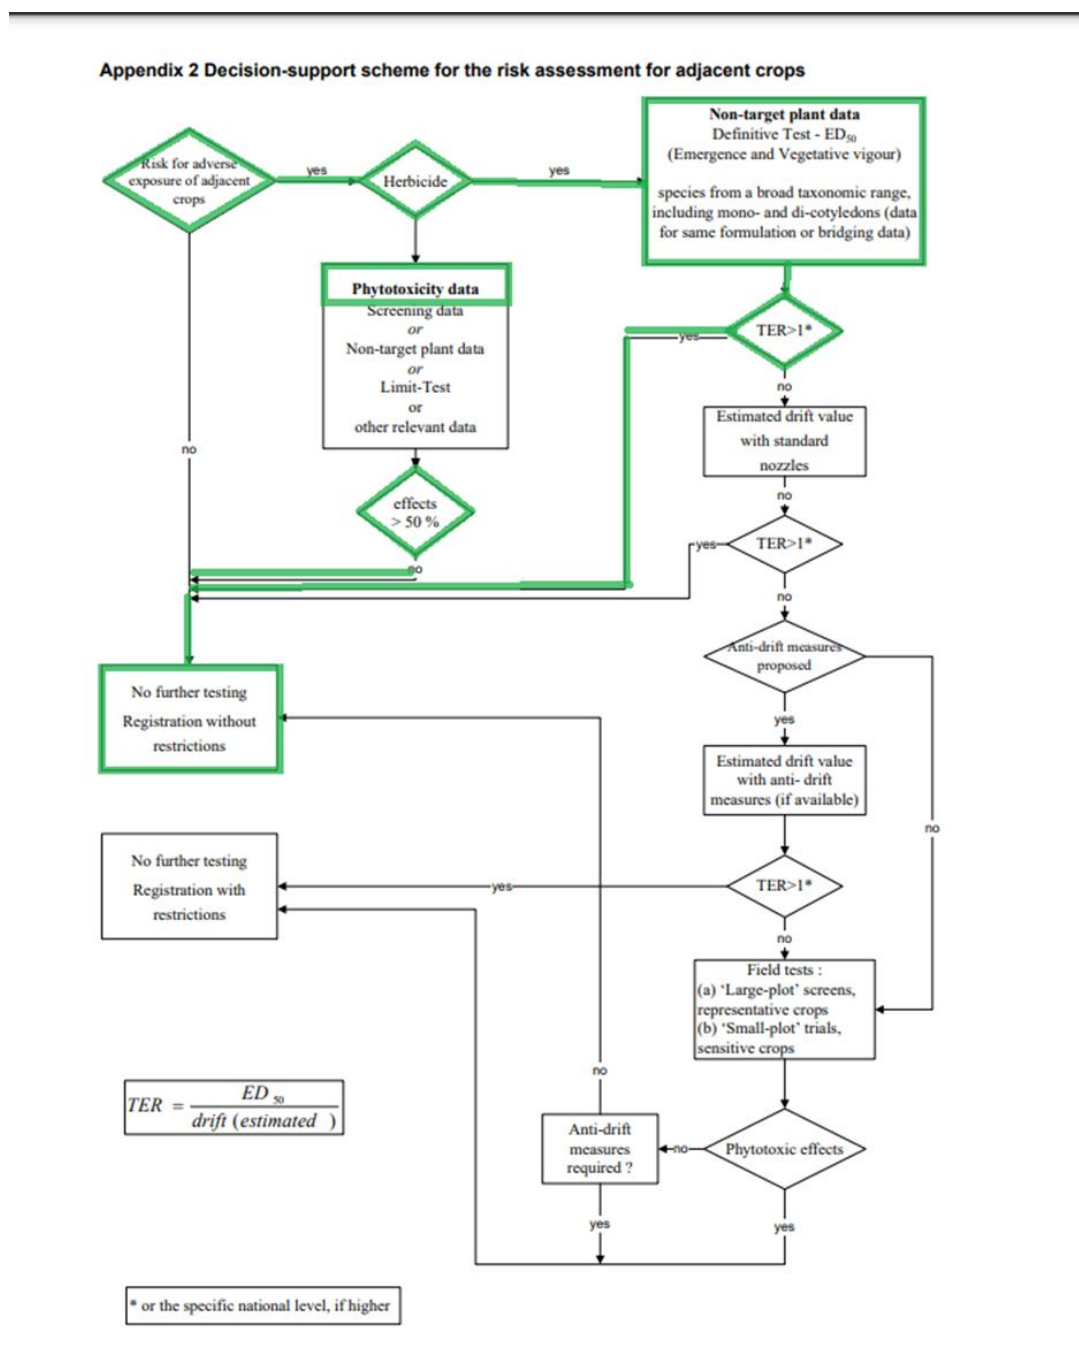 Appendix 2 Decision-support scheme for the risk assessment for adjacent crops
Risk for adverse
exposure of adjacent
crops
yes
Herbicide
yes
Non-target plant data
Definitive Test - ED50
(Emergence and Vegetative vigour)
species from a broad taxonomic range,
including mono- and di-cotyledons (data
for same formulation or bridging data)
Phytotoxicity data
Screening data
or
Non-target plant data
or
Limit-Test
or
other relevant data
TER>1*
yes
no
Estimated drift value
with standard
nozzles
no
no
effects
> 50 %
no
TER>1*
yes
no
Anti-drift measures
proposed
yes
No further testing
Registration without
restrictions
Estimated drift value
with anti- drift
measures (if available)
no
No further testing
Registration with
restrictions
yes
TER>1*
no
Field tests :
(a) ‘Large-plot’ screens,
representative crops
(b) ‘Small-plot’ trials,
sensitive crops
no
TER = ED 50
drift (estimated )
Anti-drift
measures
required ?
no
Phytotoxic effects
yes
yes
* or the specific national level, if higher